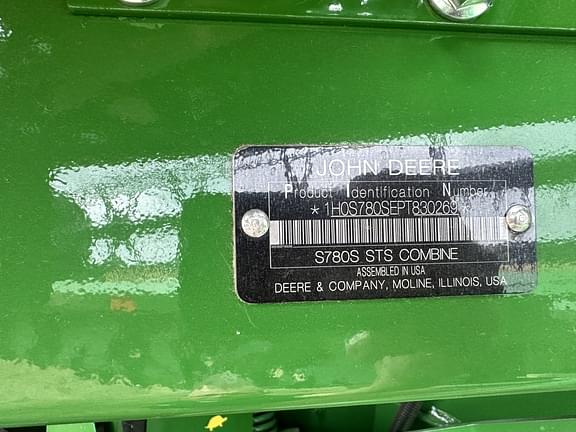 JOHN DEERE
Product Identification Number
*1H0S780SEPT830269
S780S STS COMBINE
ASSEMBLED IN USA
DEERE & COMPANY, MOLINE, ILLINOIS, USA